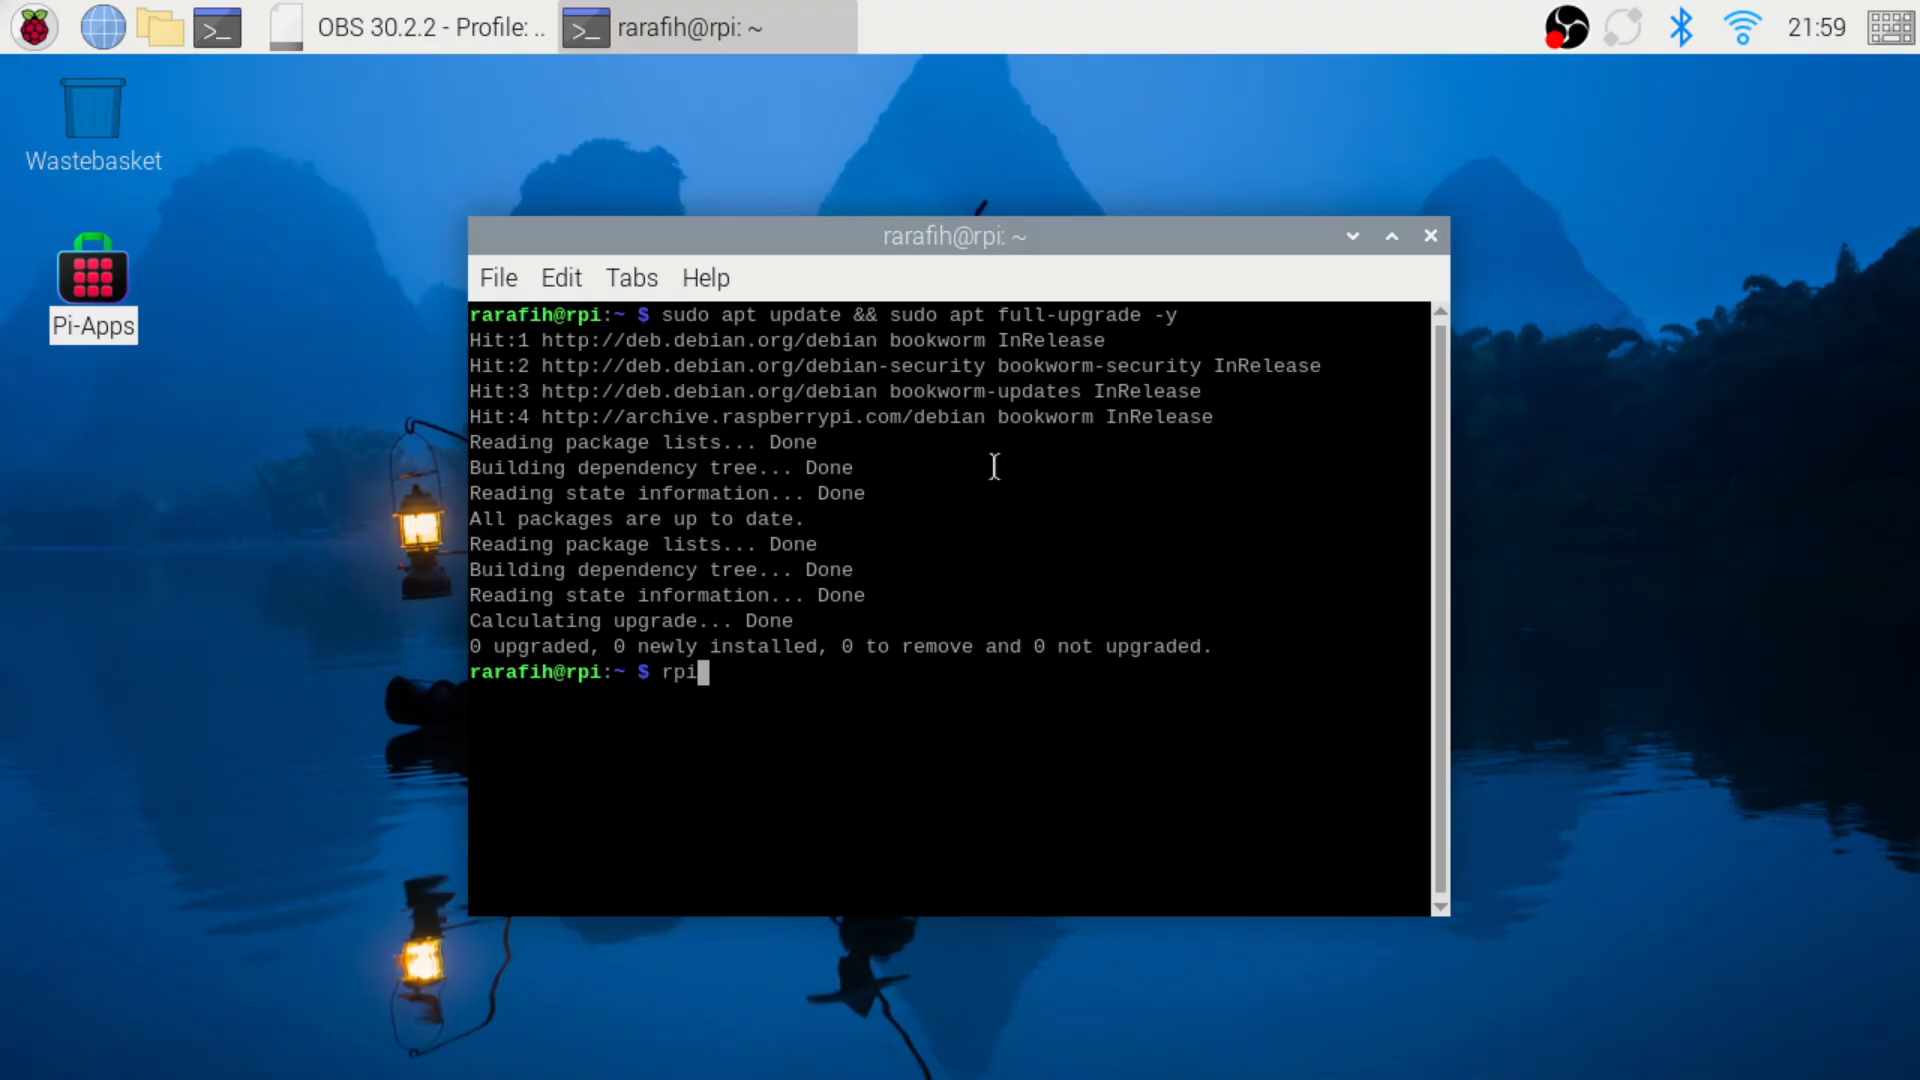 OBS 30.2.2 - Profile: ..
rarafih@rpi: ~
21:59
Wastebasket
Pi-Apps
rarafih@rpi: ~
File Edit Tabs Help
rarafih@rpi:~ $ sudo apt update && sudo apt full-upgrade -y
Hit:1 http://deb.debian.org/debian bookworm InRelease
Hit:2 http://deb.debian.org/debian-security bookworm-security InRelease
Hit:3 http://deb.debian.org/debian bookworm-updates InRelease
Hit:4 http://archive.raspberrypi.com/debian bookworm InRelease
Reading package lists... Done
Building dependency tree... Done
Reading state information... Done
All packages are up to date.
Reading package lists... Done
Building dependency tree... Done
Reading state information... Done
Calculating upgrade... Done
0 upgraded, 0 newly installed, 0 to remove and 0 not upgraded.
rarafih@rpi:~ $ rpi